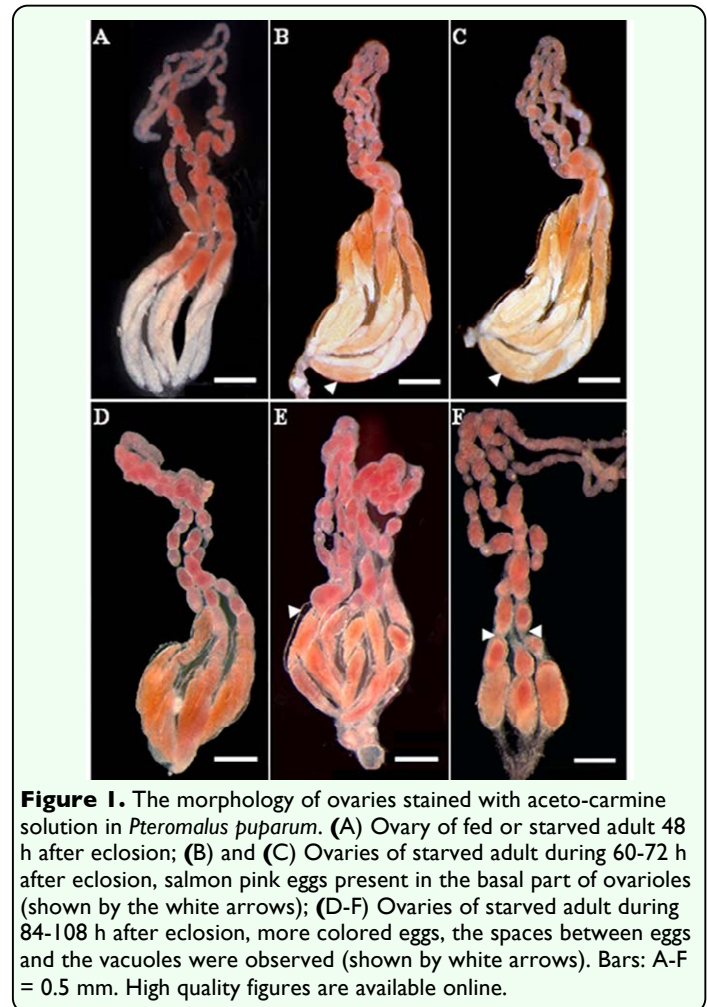 A B C
D E F
Figure 1. The morphology of ovaries stained with aceto-carmine
solution in Pteromalus puparum. (A) Ovary of fed or starved adult 48
h after eclosion; (B) and (C) Ovaries of starved adult during 60-72 h
after eclosion, salmon pink eggs present in the basal part of ovarioles
(shown by the white arrows); (D-F) Ovaries of starved adult during
84-108 h after eclosion, more colored eggs, the spaces between eggs
and the vacuoles were observed (shown by white arrows). Bars: A-F
= 0.5 mm. High quality figures are available online.